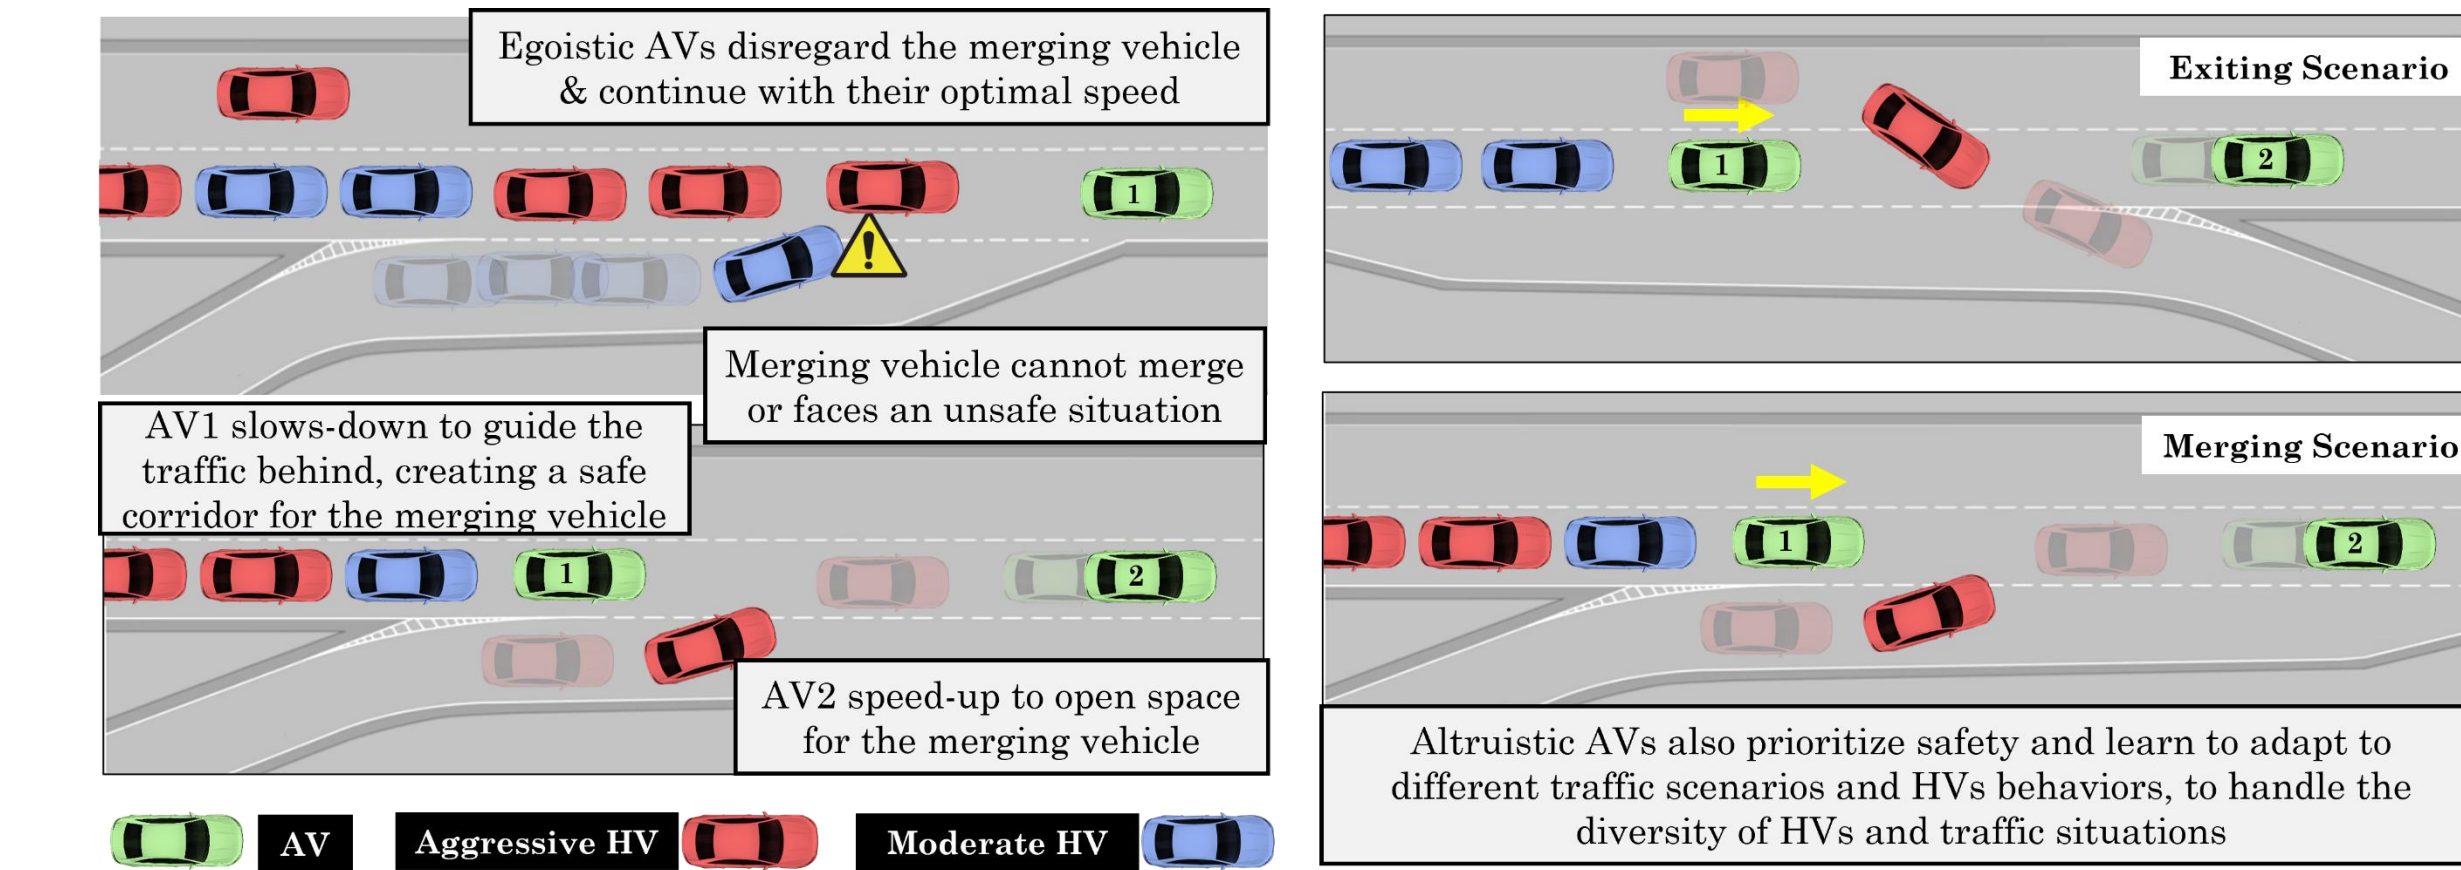 Egoistic AVs disregard the merging vehicle
& continue with their optimal speed
1
Merging vehicle cannot merge
or faces an unsafe situation
AV1 slows-down to guide the
traffic behind, creating a safe
corridor for the merging vehicle
1
2
AV2 speed-up to open space
for the merging vehicle
AV
Aggressive HV
Moderate HV
Exiting Scenario
1
2
Merging Scenario
1
2
Altruistic AVs also prioritize safety and learn to adapt to
different traffic scenarios and HVs behaviors, to handle the
diversity of HVs and traffic situations